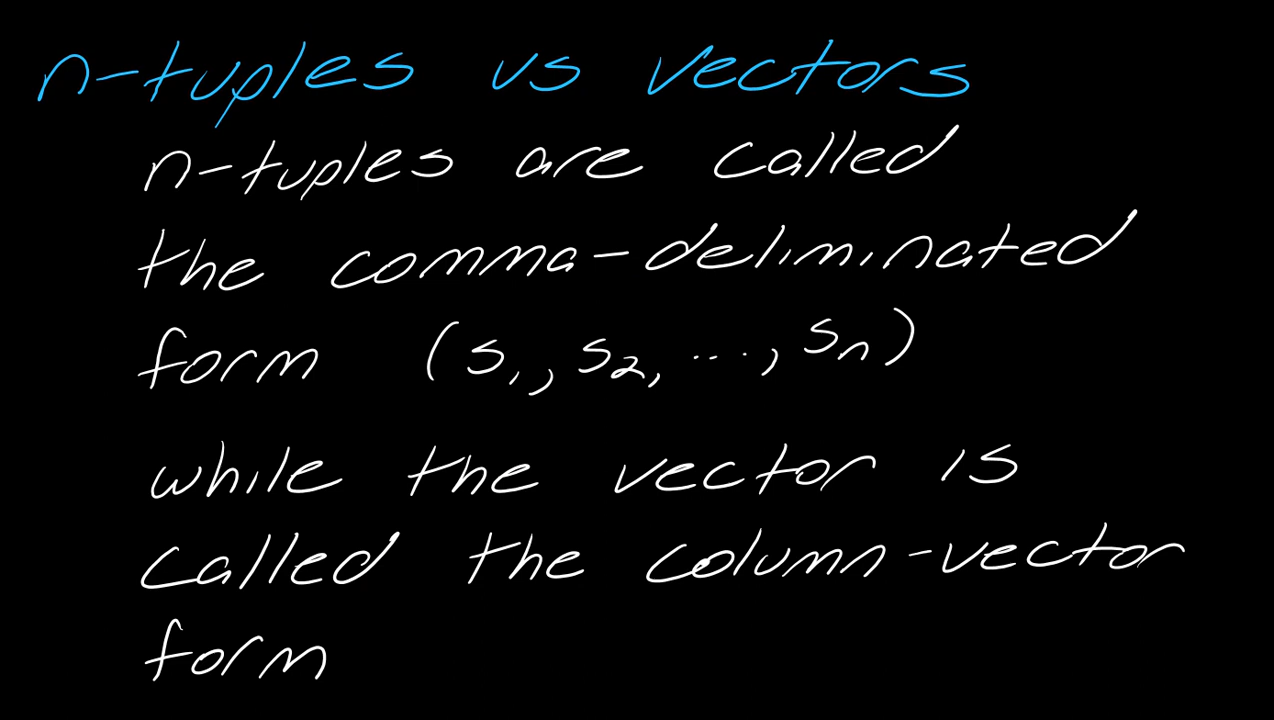 n-tuples vs vectors
n-tuples are called
the comma-deliminated
form (s₁, s₂, ..., sₙ)
while the vector is
called the column-vector
form